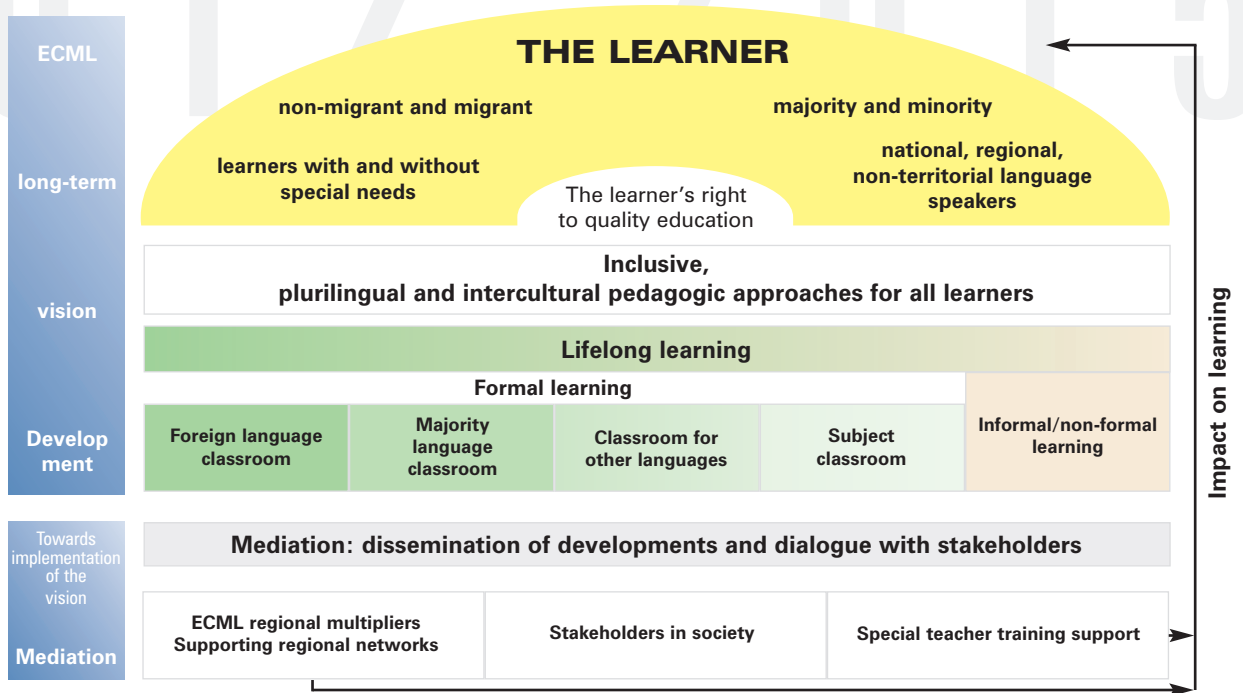 ECML
long-term
vision
Develop
ment
THE LEARNER
non-migrant and migrant
majority and minority
learners with and without
special needs
national, regional,
non-territorial language
speakers
The learner's right
to quality education
Inclusive,
plurilingual and intercultural pedagogic approaches for all learners
Lifelong learning
Formal learning
Foreign language
classroom
Majority
language
classroom
Classroom for
other languages
Subject
classroom
Informal/non-formal
learning
Impact on learning
Towards
implementation
of the
vision
Mediation
Mediation: dissemination of developments and dialogue with stakeholders
ECML regional multipliers
Supporting regional networks
Stakeholders in society
Special teacher training support